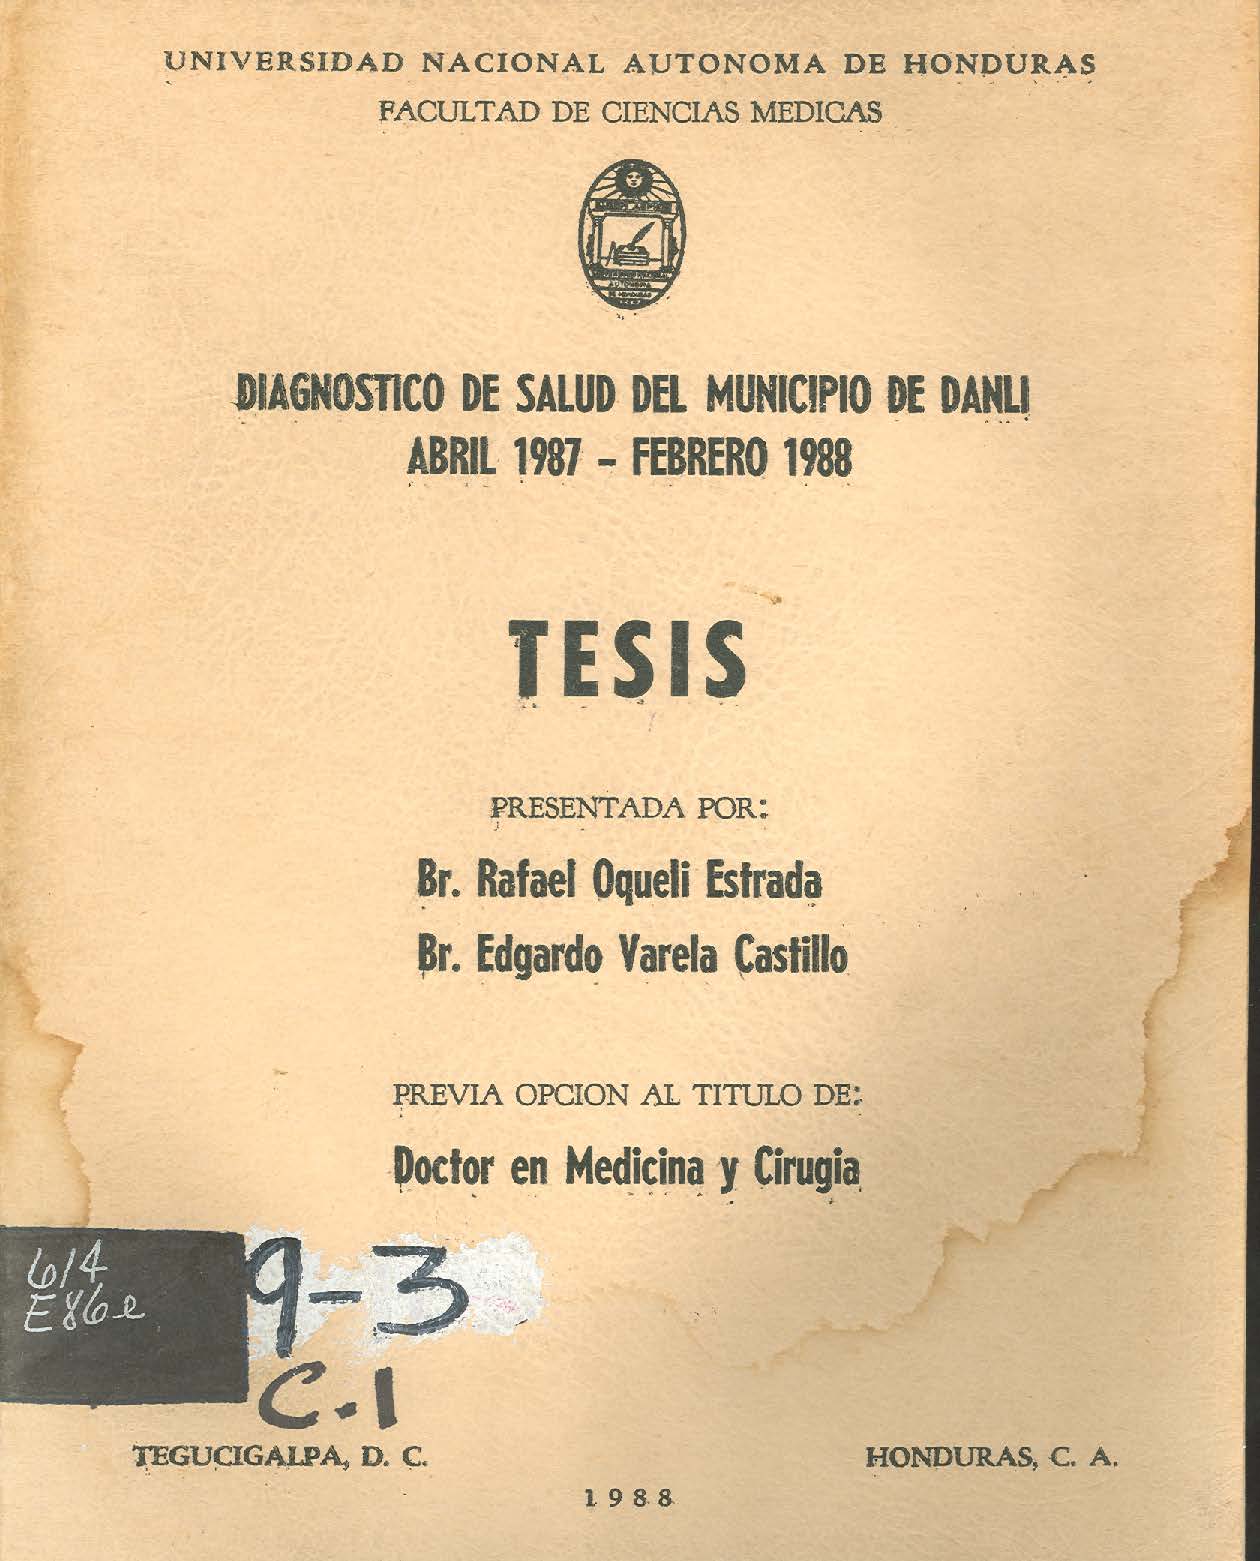 UNIVERSIDAD NACIONAL AUTONOMA DE HONDURAS
FACULTAD DE CIENCIAS MEDICAS
DIAGNOSTICO DE SALUD DEL MUNICIPIO DE DANLI
ABRIL 1987 - FEBRERO 1988
TESIS
PRESENTADA POR:
Br. Rafael Oqueli Estrada
Br. Edgardo Varela Castillo
PREVIA OPCION AL TITULO DE:
Doctor en Medicina y Cirugia
614
E86e
9-3
C.1
TEGUCIGALPA, D. C.
HONDURAS, C. A.
1988